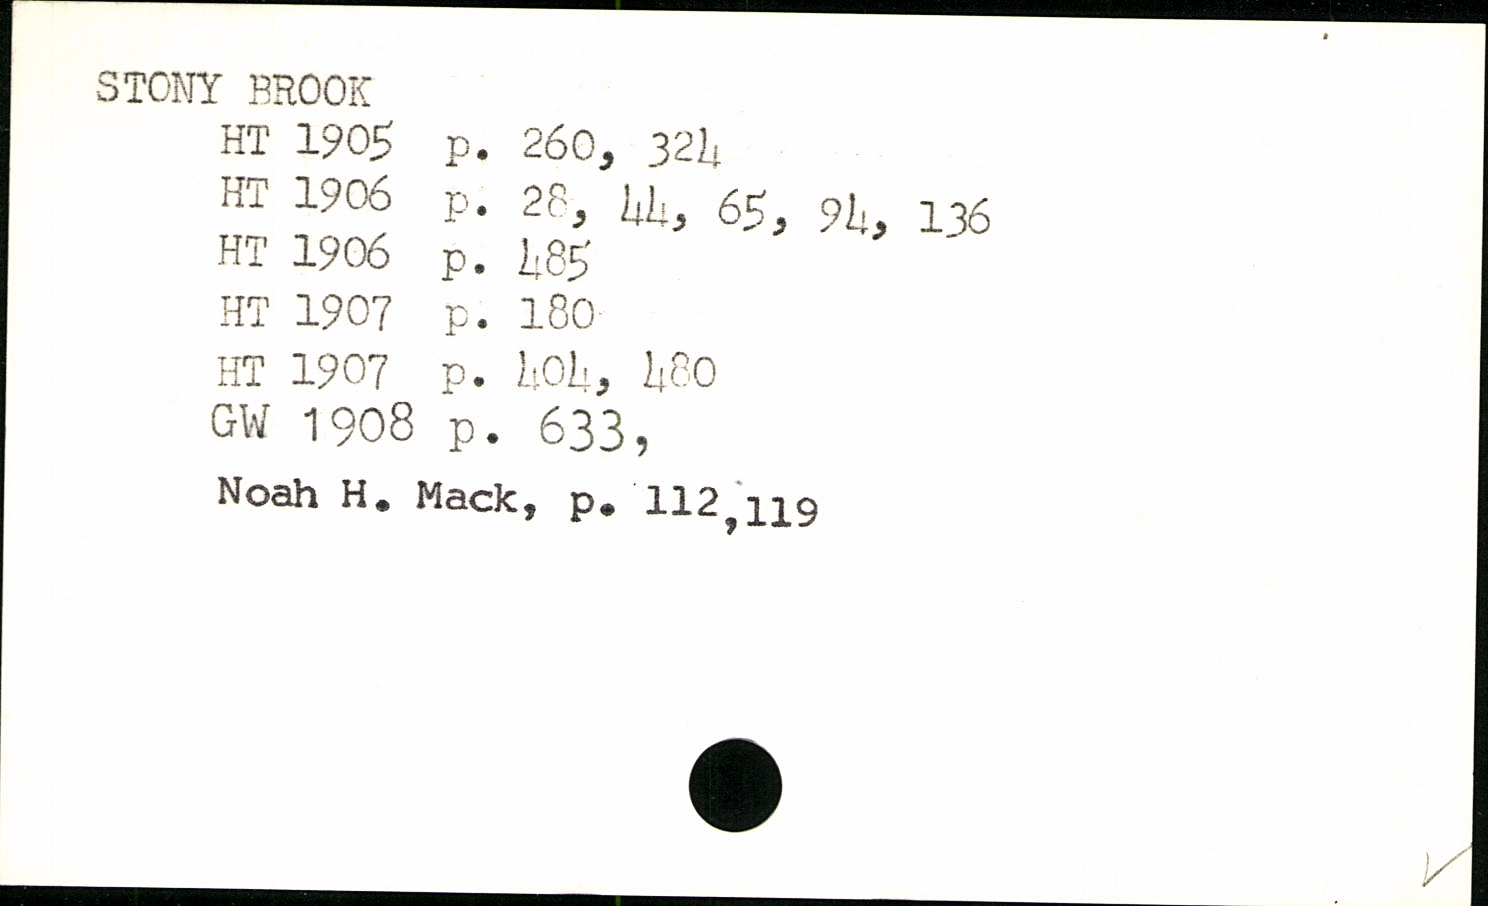 STONY BROOK
HT 1905 p. 260, 324
HT 1906 p. 28, 44, 65, 94, 136
HT 1906 p. 485
HT 1907 p. 180
HT 1907 p. 404, 480
GW 1908 p. 633,
Noah H. Mack, p. 112,119